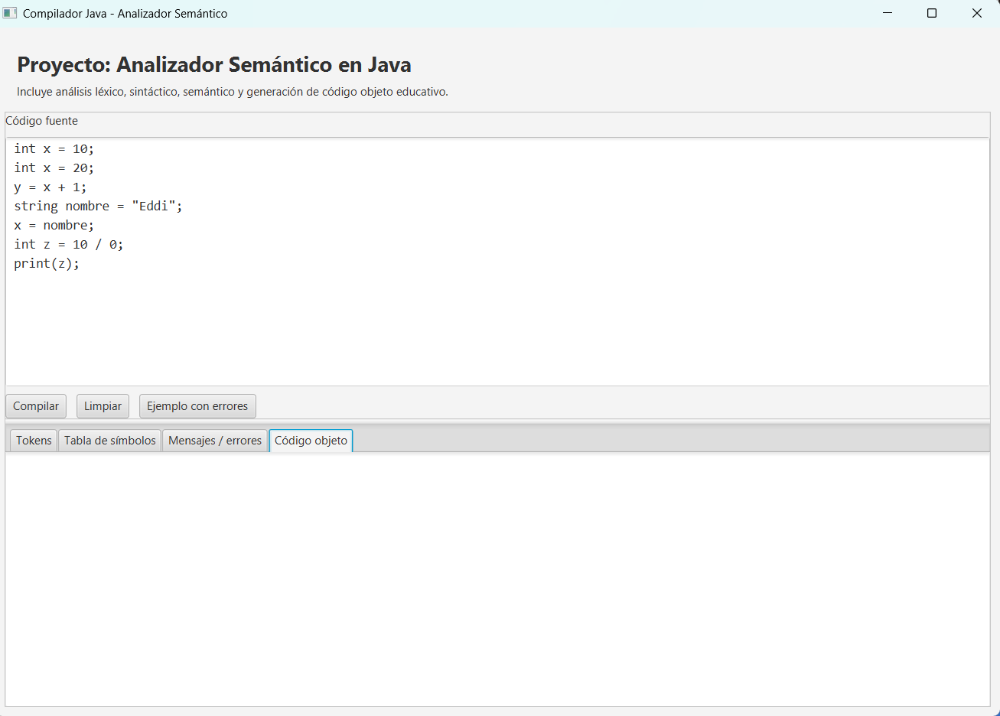 Compilador Java - Analizador Semántico
Proyecto: Analizador Semántico en Java
Incluye análisis léxico, sintáctico, semántico y generación de código objeto educativo.
Código fuente
int x = 10;
int x = 20;
y = x + 1;
string nombre = "Eddi";
x = nombre;
int z = 10 / 0;
print(z);
Compilar Limpiar Ejemplo con errores
Tokens Tabla de símbolos Mensajes / errores Código objeto